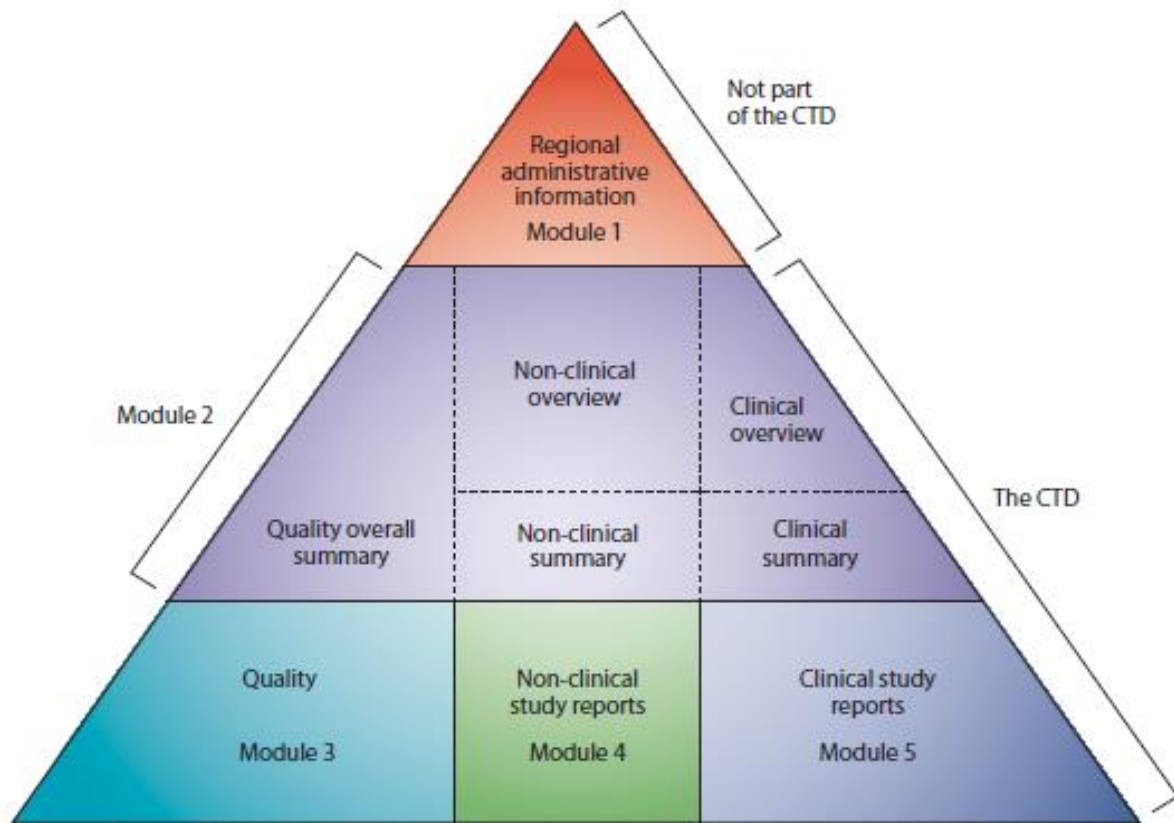 Not part
of the CTD
Regional
administrative
information
Module 1
Module 2
Non-clinical
overview
Clinical
overview
The CTD
Quality overall
summary
Non-clinical
summary
Clinical
summary
Quality
Module 3
Non-clinical
study reports
Module 4
Clinical study
reports
Module 5